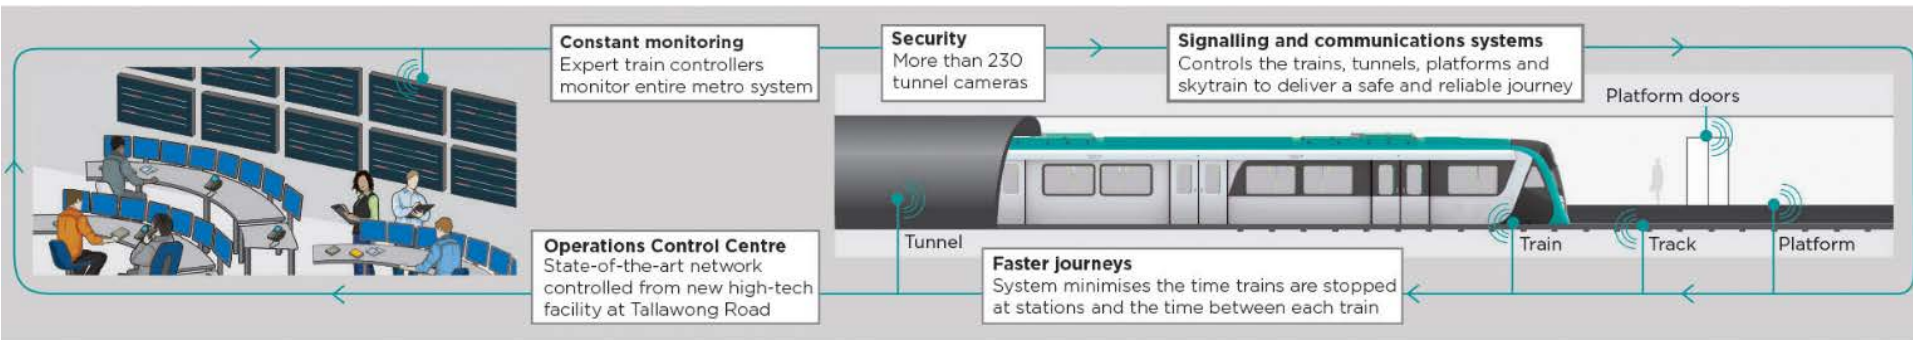 Constant monitoring
Expert train controllers
monitor entire metro system
Security
More than 230
tunnel cameras
Signalling and communications systems
Controls the trains, tunnels, platforms and
skytrain to deliver a safe and reliable journey
Platform doors
Tunnel
Train
Track
Platform
Operations Control Centre
State-of-the-art network
controlled from new high-tech
facility at Tallawong Road
Faster journeys
System minimises the time trains are stopped
at stations and the time between each train